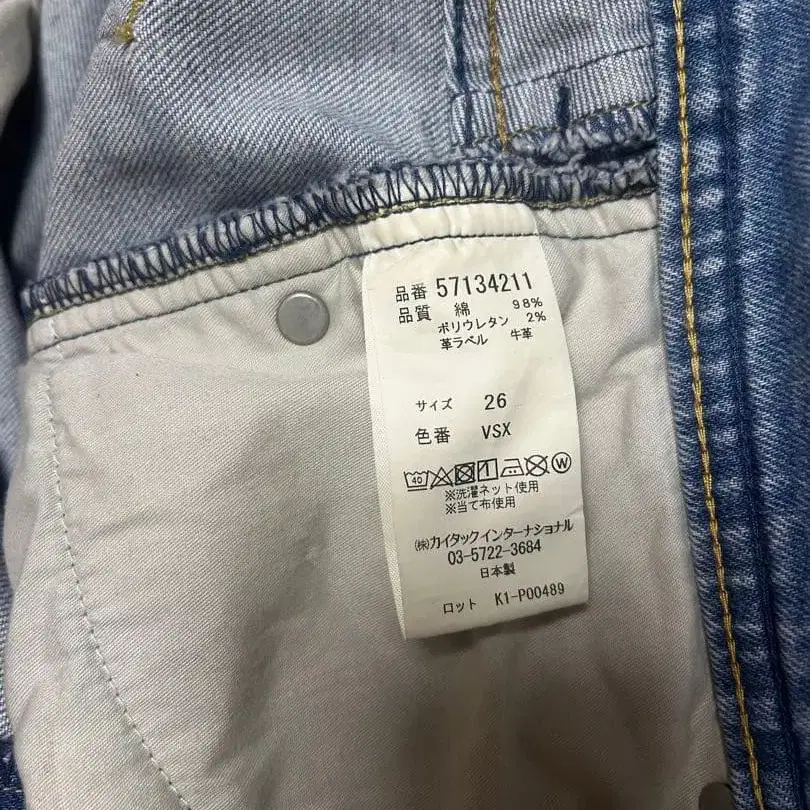 品番 57134211
品質 綿 98%
ポリウレタン 2%
革ラベル 牛革
サイズ 26
色番 VSX
40 W
※洗濯ネット使用
※当て布使用
㈱カイタックインターナショナル
03-5722-3684
日本製
ロット K1-P00489